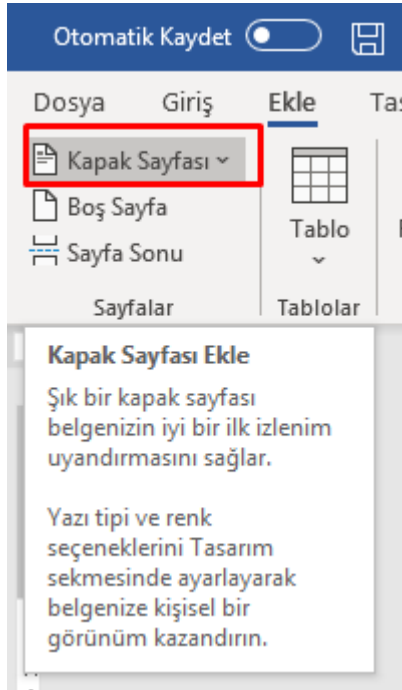 Otomatik Kaydet
Dosya Giriş Ekle
Kapak Sayfası
Boş Sayfa
Sayfa Sonu
Tablo
Sayfalar Tablolar
Kapak Sayfası Ekle
Şık bir kapak sayfası
belgenizin iyi bir ilk izlenim
uyandırmasını sağlar.
Yazı tipi ve renk
seçeneklerini Tasarım
sekmesinde ayarlayarak
belgenize kişisel bir
görünüm kazandırın.